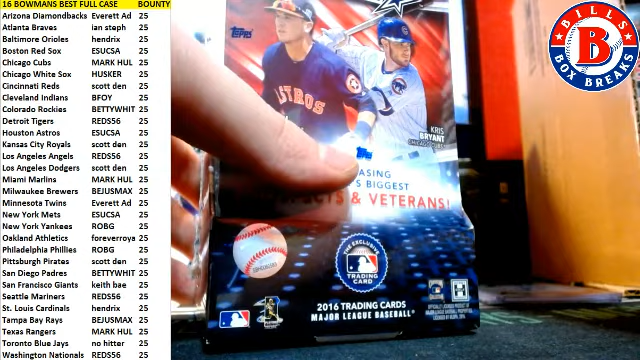 16 BOWMANS BEST FULL CASE BOUNTY
Arizona Diamondbacks Everett Ad 25
Atlanta Braves ian steph 25
Baltimore Orioles hendrix 25
Boston Red Sox ESUCSA 25
Chicago Cubs MARK HUL 25
Chicago White Sox HUSKER 25
Cincinnati Reds scott den 25
Cleveland Indians BFOY 25
Colorado Rockies BETTYWHIT 25
Detroit Tigers REDS56 25
Houston Astros ESUCSA 25
Kansas City Royals scott den 25
Los Angeles Angels REDS56 25
Los Angeles Dodgers scott den 25
Miami Marlins MARK HUL 25
Milwaukee Brewers BEJUSMAX 25
Minnesota Twins Everett Ad 25
New York Mets ESUCSA 25
New York Yankees ROBG 25
Oakland Athletics foreverroya 25
Philadelphia Phillies ROBG 25
Pittsburgh Pirates scott den 25
San Diego Padres BETTYWHIT 25
San Francisco Giants keith bae 25
Seattle Mariners REDS56 25
St. Louis Cardinals hendrix 25
Tampa Bay Rays BEJUSMAX 25
Texas Rangers MARK HUL 25
Toronto Blue Jays no hitter 25
Washington Nationals REDS56 25
Topps
ASTROS
KRIS
BRYANT
CHICAGO CUBS
Topps
ASING
'S BIGGEST
PECTS & VETERANS!
THE EXCLUSIVE
TRADING
CARD
2016 TRADING CARDS
MAJOR LEAGUE BASEBALL®
BILLS
B
BOX BREAKS